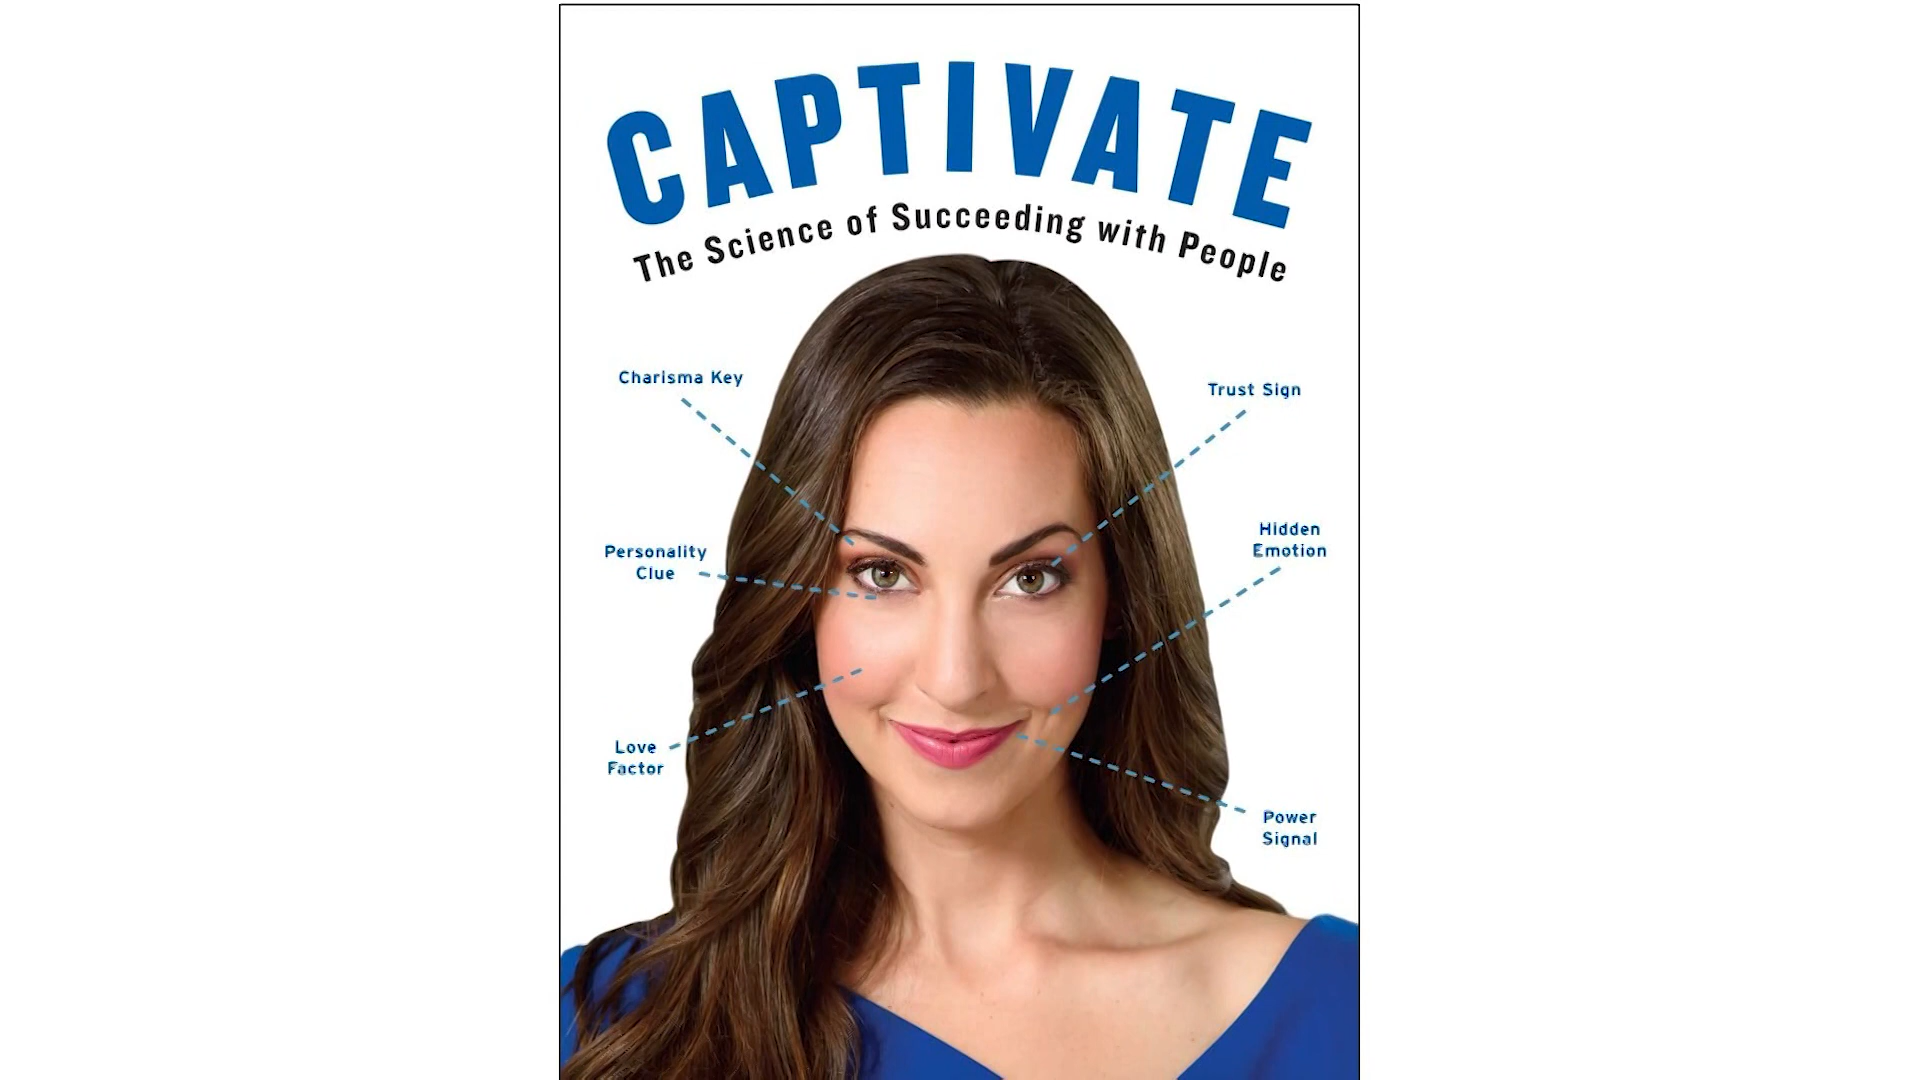 CAPTIVATE
The Science of Succeeding with People
Charisma Key
Trust Sign
Personality
Clue
Hidden
Emotion
Love
Factor
Power
Signal